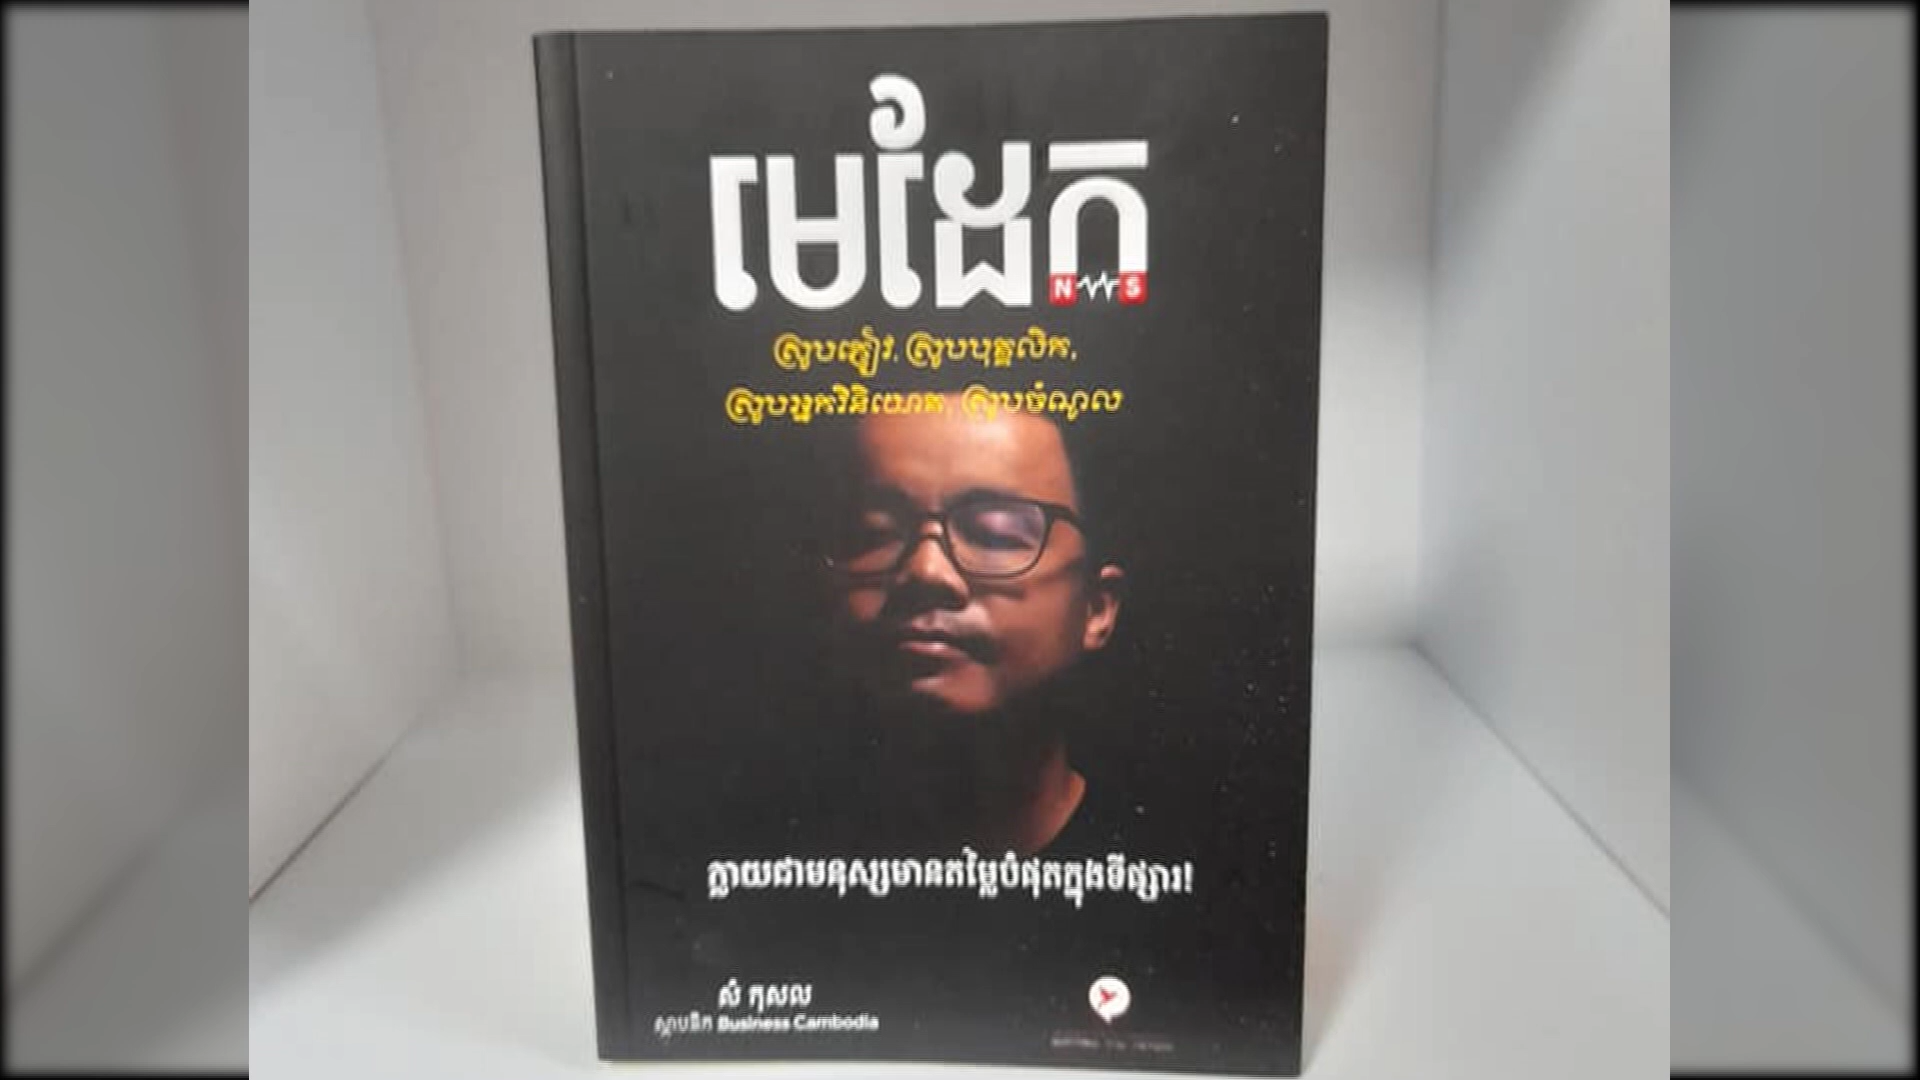 មេដែក
N S
ស្រូបភ្ញៀវ, ស្រូបបុគ្គលិក,
ស្រូបអ្នកវិនិយោគ, ស្រូបចំណូល
ក្លាយជាមនុស្សមានតម្លៃបំផុតក្នុងទីផ្សារ!
សំ កុសល
ស្ថាបនិក Business Cambodia